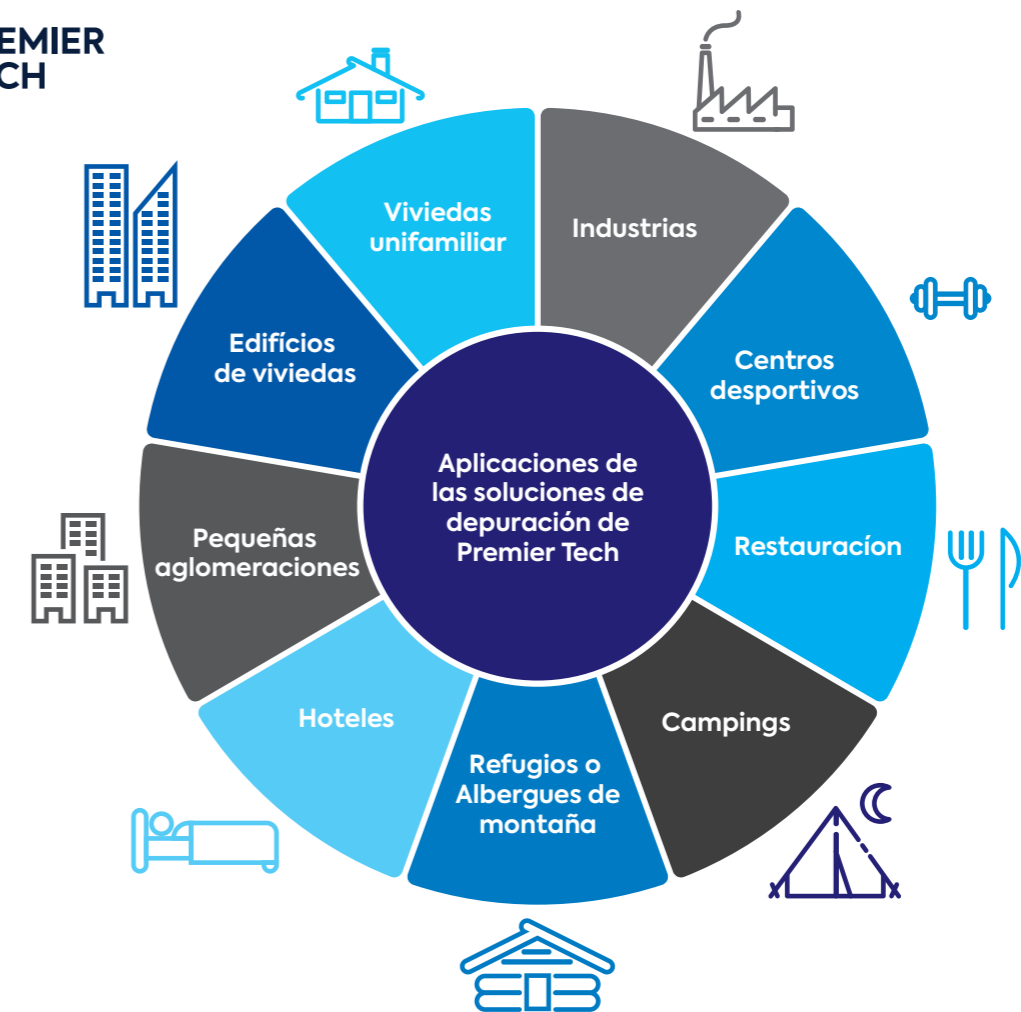 EMIER
CH
Viviedas
unifamiliar
Industrias
Edifícios
de viviedas
Centros
desportivos
Aplicaciones de
las soluciones de
depuración de
Premier Tech
Pequeñas
aglomeraciones
Restauracíon
Hoteles
Campings
Refugios o
Albergues de
montaña